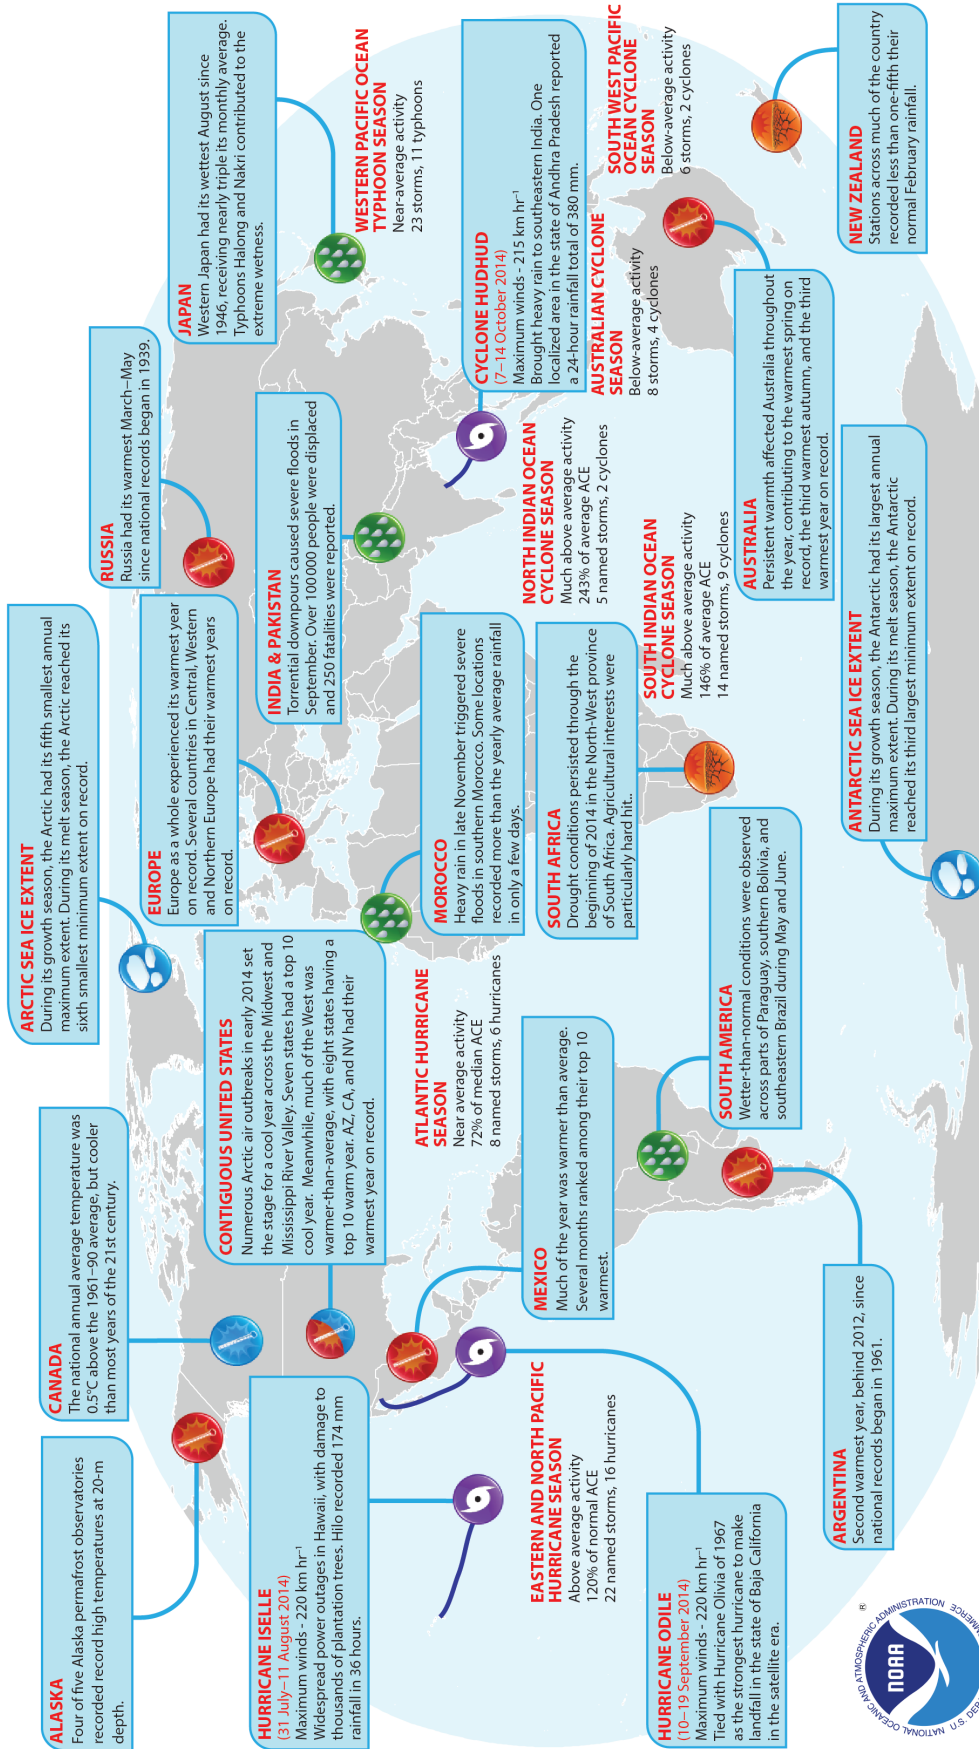 ALASKA
Four of five Alaska permafrost observatories
recorded record high temperatures at 20-m
depth.
CANADA
The national annual average temperature was
0.5°C above the 1961–90 average, but cooler
than most years of the 21st century.
ARCTIC SEA ICE EXTENT
During its growth season, the Arctic had its fifth smallest annual
maximum extent. During its melt season, the Arctic reached its
sixth smallest minimum extent on record.
RUSSIA
Russia had its warmest March–May
since national records began in 1939.
EUROPE
Europe as a whole experienced its warmest year
on record. Several countries in Central, Western
and Northern Europe had their warmest years
on record.
JAPAN
Western Japan had its wettest August since
1946, receiving nearly triple its monthly average.
Typhoons Halong and Nakri contributed to the
extreme wetness.
CONTIGUOUS UNITED STATES
Numerous Arctic air outbreaks in early 2014 set
the stage for a cool year across the Midwest and
Mississippi River Valley. Seven states had a top 10
cool year. Meanwhile, much of the West was
warmer-than-average, with eight states having a
top 10 warm year. AZ, CA, and NV had their
warmest year on record.
HURRICANE ISELLE
(31 July–11 August 2014)
Maximum winds - 220 km hr⁻¹
Widespread power outages in Hawaii, with damage to
thousands of plantation trees. Hilo recorded 174 mm
rainfall in 36 hours.
INDIA & PAKISTAN
Torrential downpours caused severe floods in
September. Over 100 000 people were displaced
and 250 fatalities were reported.
WESTERN PACIFIC OCEAN
TYPHOON SEASON
Near-average activity
23 storms, 11 typhoons
ATLANTIC HURRICANE
SEASON
Near average activity
72% of median ACE
8 named storms, 6 hurricanes
MOROCCO
Heavy rain in late November triggered severe
floods in southern Morocco. Some locations
recorded more than the yearly average rainfall
in only a few days.
CYCLONE HUDHUD
(7–14 October 2014)
Maximum winds - 215 km hr⁻¹
Brought heavy rain to southeastern India. One
localized area in the state of Andhra Pradesh reported
a 24-hour rainfall total of 380 mm.
EASTERN AND NORTH PACIFIC
HURRICANE SEASON
Above average activity
120% of normal ACE
22 named storms, 16 hurricanes
MEXICO
Much of the year was warmer than average.
Several months ranked among their top 10
warmest.
NORTH INDIAN OCEAN
CYCLONE SEASON
Much above average activity
243% of average ACE
5 named storms, 2 cyclones
SOUTH AFRICA
Drought conditions persisted through the
beginning of 2014 in the North-West province
of South Africa. Agricultural interests were
particularly hard hit..
AUSTRALIAN CYCLONE
SEASON
Below-average activity
8 storms, 4 cyclones
SOUTH WEST PACIFIC
OCEAN CYCLONE
SEASON
Below-average activity
6 storms, 2 cyclones
SOUTH INDIAN OCEAN
CYCLONE SEASON
Much above average activity
146% of average ACE
14 named storms, 9 cyclones
HURRICANE ODILE
(10–19 September 2014)
Maximum winds - 220 km hr⁻¹
Tied with Hurricane Olivia of 1967
as the strongest hurricane to make
landfall in the state of Baja California
in the satellite era.
SOUTH AMERICA
Wetter-than-normal conditions were observed
across parts of Paraguay, southern Bolivia, and
southeastern Brazil during May and June.
AUSTRALIA
Persistent warmth affected Australia throughout
the year, contributing to the warmest spring on
record, the third warmest autumn, and the third
warmest year on record.
ARGENTINA
Second warmest year, behind 2012, since
national records began in 1961.
ANTARCTIC SEA ICE EXTENT
During its growth season, the Antarctic had its largest annual
maximum extent. During its melt season, the Antarctic
reached its third largest minimum extent on record.
NEW ZEALAND
Stations across much of the country
recorded less than one-fifth their
normal February rainfall.
NATIONAL OCEANIC AND ATMOSPHERIC ADMINISTRATION
®
NOAA
U.S. DEP
MMERCE